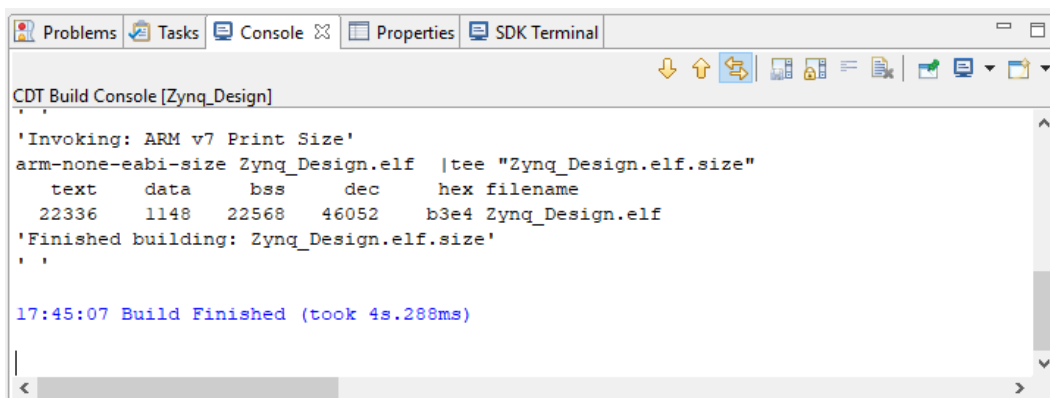 Problems Tasks Console Properties SDK Terminal
CDT Build Console [Zynq_Design]
' '
'Invoking: ARM v7 Print Size'
arm-none-eabi-size Zynq_Design.elf  |tee "Zynq_Design.elf.size"
   text    data     bss     dec     hex filename
  22336    1148   22568   46052    b3e4 Zynq_Design.elf
'Finished building: Zynq_Design.elf.size'
' '
17:45:07 Build Finished (took 4s.288ms)